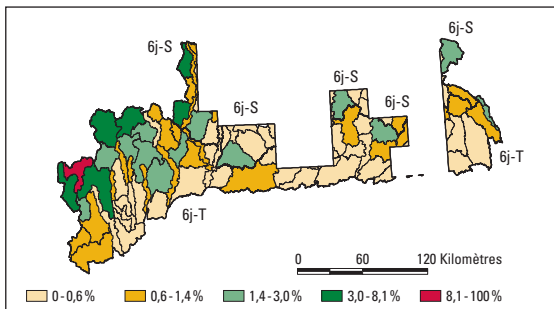 6j-S
6j-S
6j-S
6j-S
6j-S
6j-T
6j-T
0 60 120 Kilomètres
0 - 0,6 % 0,6 - 1,4 % 1,4 - 3,0 % 3,0 - 8,1 % 8,1 - 100 %